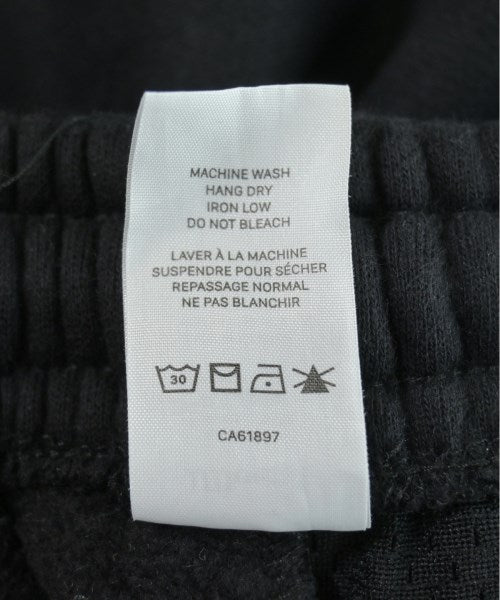 MACHINE WASH
HANG DRY
IRON LOW
DO NOT BLEACH
LAVER À LA MACHINE
SUSPENDRE POUR SÉCHER
REPASSAGE NORMAL
NE PAS BLANCHIR
30
CA61897